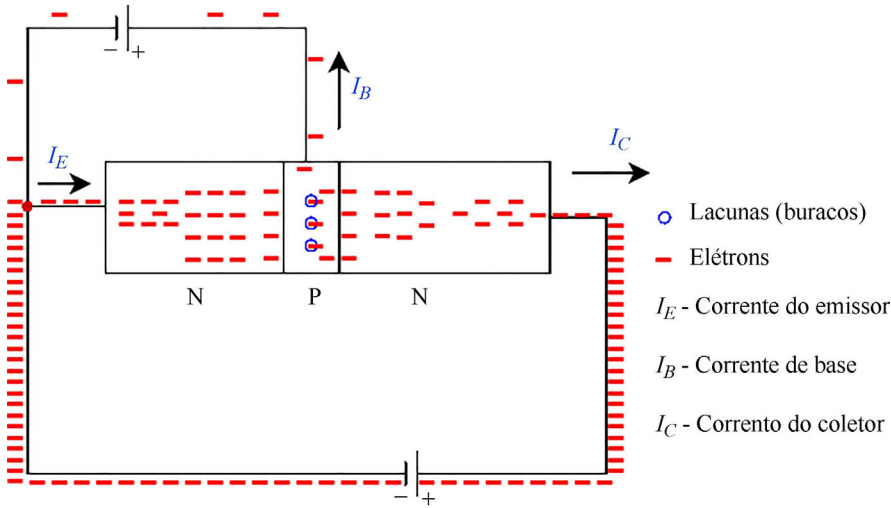 − +
I_B
I_E
I_C
Lacunas (buracos)
Elétrons
N P N
I_E - Corrente do emissor
I_B - Corrente de base
I_C - Corrento do coletor
− +